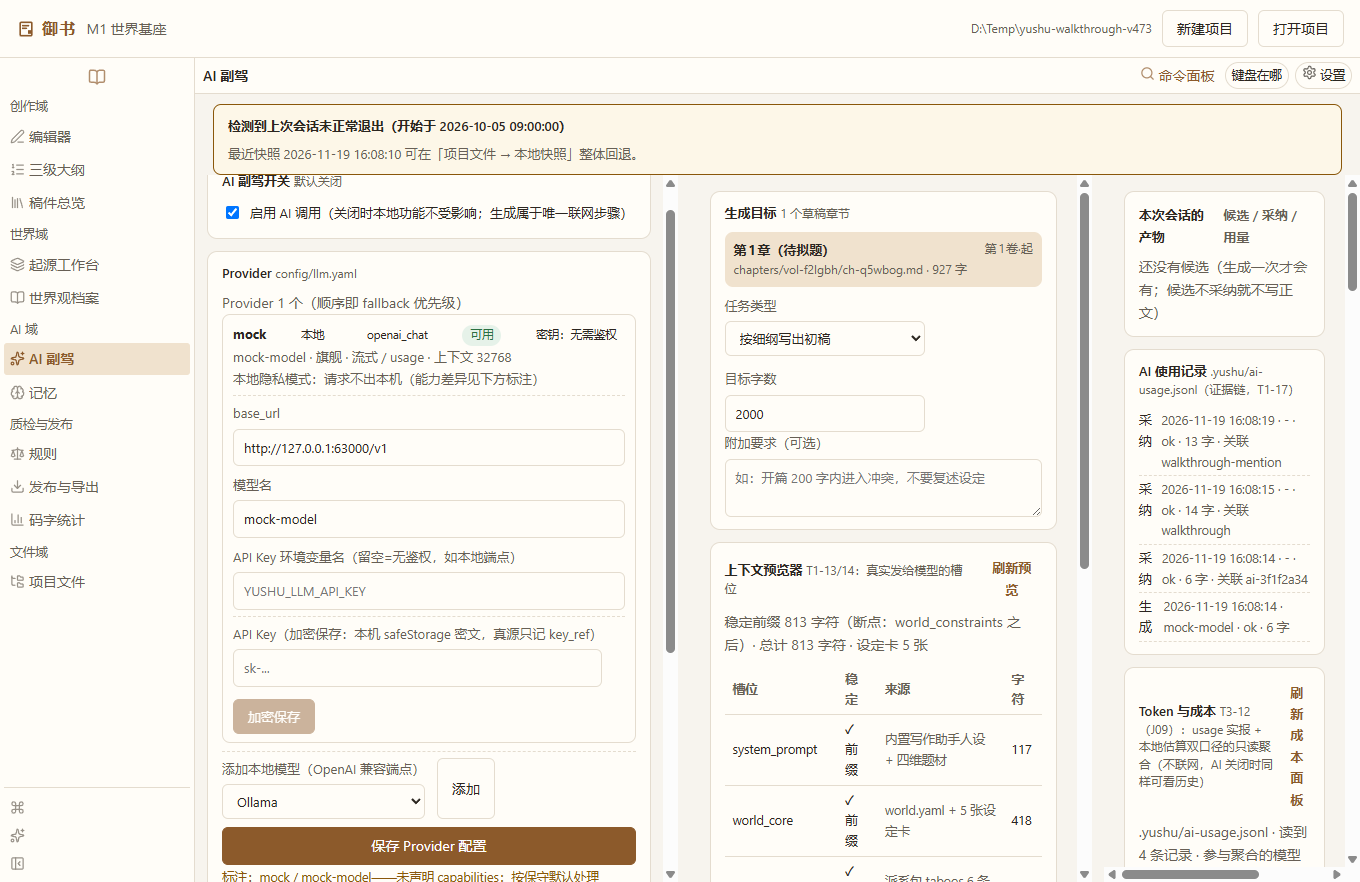 御书 M1 世界基座
D:\Temp\yushu-walkthrough-v473 新建项目 打开项目
创作域
编辑器
三级大纲
稿件总览
世界域
起源工作台
世界观档案
AI 域
AI 副驾
记忆
质检与发布
规则
发布与导出
码字统计
文件域
项目文件
AI 副驾
命令面板 键盘在哪 设置
检测到上次会话未正常退出（开始于 2026-10-05 09:00:00）
最近快照 2026-11-19 16:08:10 可在「项目文件 → 本地快照」整体回退。
AI 副驾开关 默认关闭
启用 AI 调用（关闭时本地功能不受影响；生成属于唯一联网步骤）
Provider config/llm.yaml
Provider 1 个（顺序即 fallback 优先级）
mock 本地 openai_chat 可用 密钥：无需鉴权
mock-model · 旗舰 · 流式 / usage · 上下文 32768
本地隐私模式：请求不出本机（能力差异见下方标注）
base_url
http://127.0.0.1:63000/v1
模型名
mock-model
API Key 环境变量名（留空=无鉴权，如本地端点）
YUSHU_LLM_API_KEY
API Key（加密保存：本机 safeStorage 密文，真源只记 key_ref）
sk-...
加密保存
添加本地模型（OpenAI 兼容端点）
Ollama
添加
保存 Provider 配置
标注：mock / mock-model——未声明 capabilities：按保守默认处理
生成目标 1 个草稿章节
第 1 章（待拟题） 第 1 卷·起
chapters/vol-f2lgbh/ch-q5wbog.md · 927 字
任务类型
按细纲写出初稿
目标字数
2000
附加要求（可选）
如：开篇 200 字内进入冲突，不要复述设定
上下文预览器 T1-13/14：真实发给模型的槽
位
刷新预
览
稳定前缀 813 字符（断点：world_constraints 之
后）· 总计 813 字符 · 设定卡 5 张
槽位 稳
定 来源 字
符
system_prompt ✓
前
缀 内置写作助手人设
+ 四维题材 117
world_core ✓
前
缀 world.yaml + 5 张设
定卡 418
✓
派系包 taboos 6 条
本次会话的
产物
候选 / 采纳 /
用量
还没有候选（生成一次才会
有；候选不采纳就不写正
文）
AI 使用记录 .yushu/ai-
usage.jsonl（证据链，T1-17）
采
纳
2026-11-19 16:08:19 · - ·
ok · 13 字 · 关联
walkthrough-mention
采
纳
2026-11-19 16:08:15 · - ·
ok · 14 字 · 关联
walkthrough
采
纳
2026-11-19 16:08:14 · - ·
ok · 6 字 · 关联 ai-3f1f2a34
生
成
2026-11-19 16:08:14 ·
mock-model · ok · 6 字
Token 与成本 T3-12
（J09）：usage 实报 +
本地估算双口径的只读聚
合（不联网，AI 关闭时同
样可看历史）
刷
新
成
本
面
板
.yushu/ai-usage.jsonl · 读到
4 条记录 · 参与聚合的模型